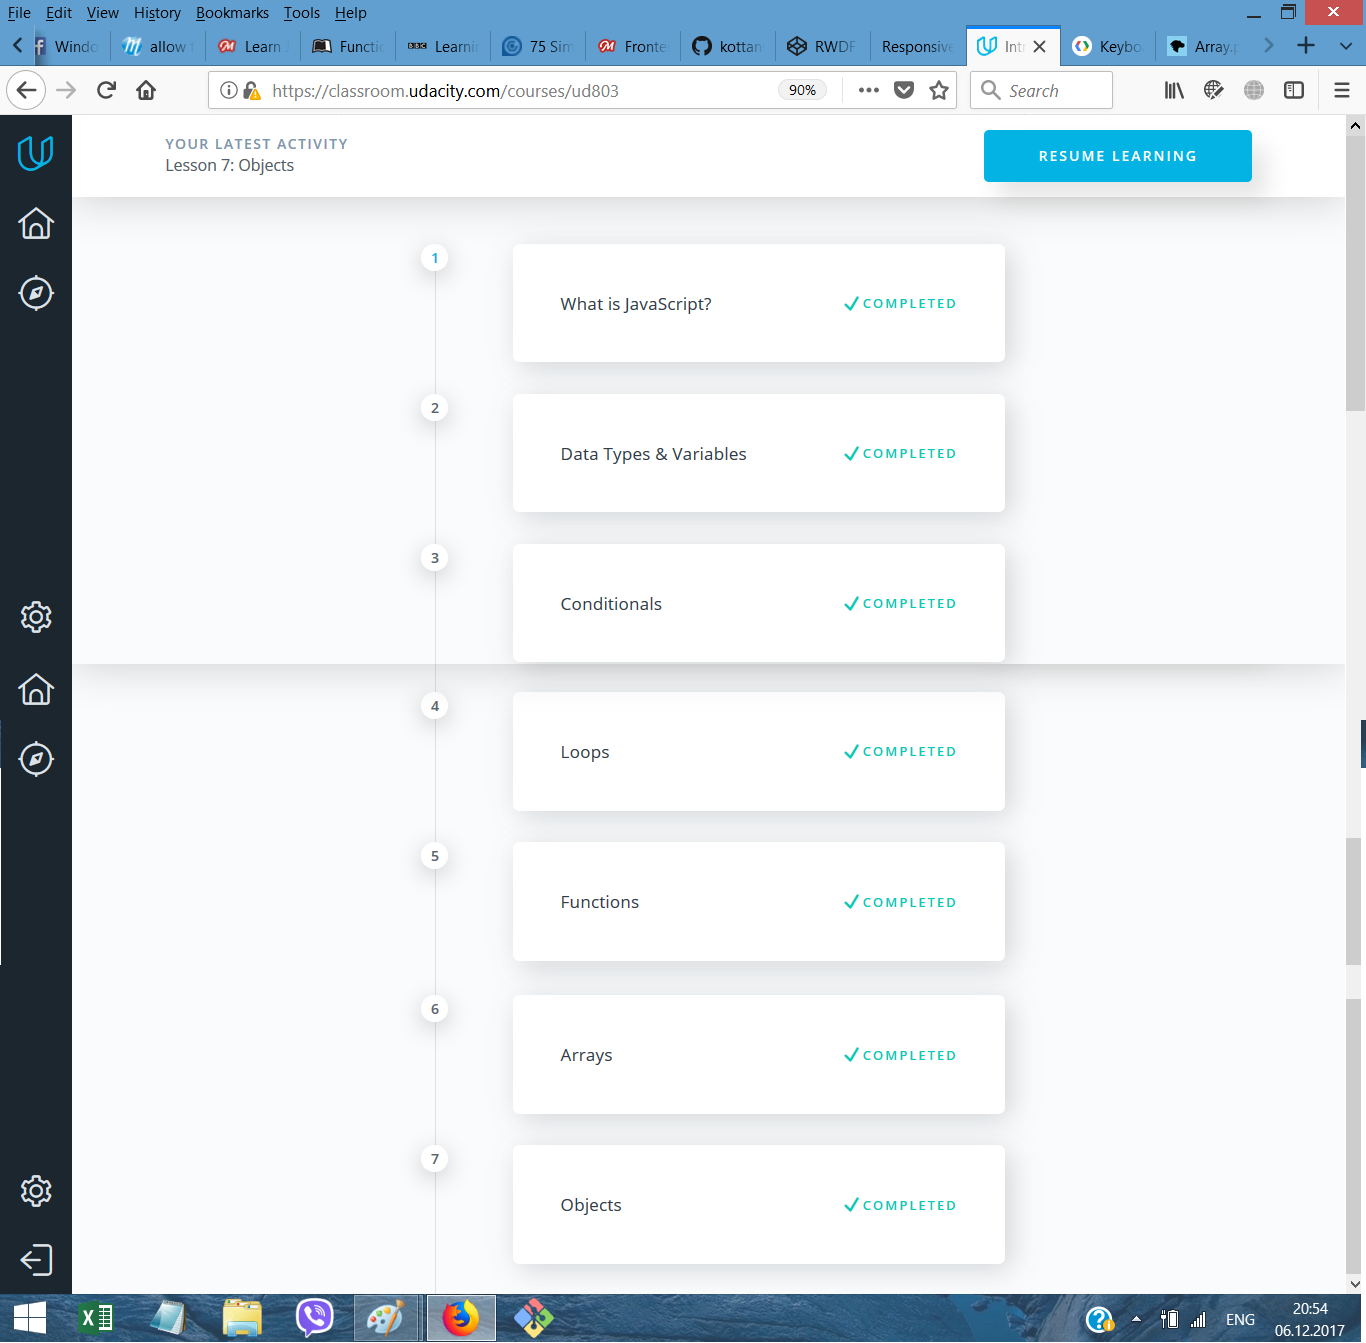 File Edit View History Bookmarks Tools Help
allow Learn Functi Learni 75 Sim Fronte kottan RWDF Responsive Intr Keybo Array.p
https://classroom.udacity.com/courses/ud803 90% Search
YOUR LATEST ACTIVITY
Lesson 7: Objects
RESUME LEARNING
1
What is JavaScript? COMPLETED
2
Data Types & Variables COMPLETED
3
Conditionals COMPLETED
4
Loops COMPLETED
5
Functions COMPLETED
6
Arrays COMPLETED
7
Objects COMPLETED
ENG
20:54
06.12.2017